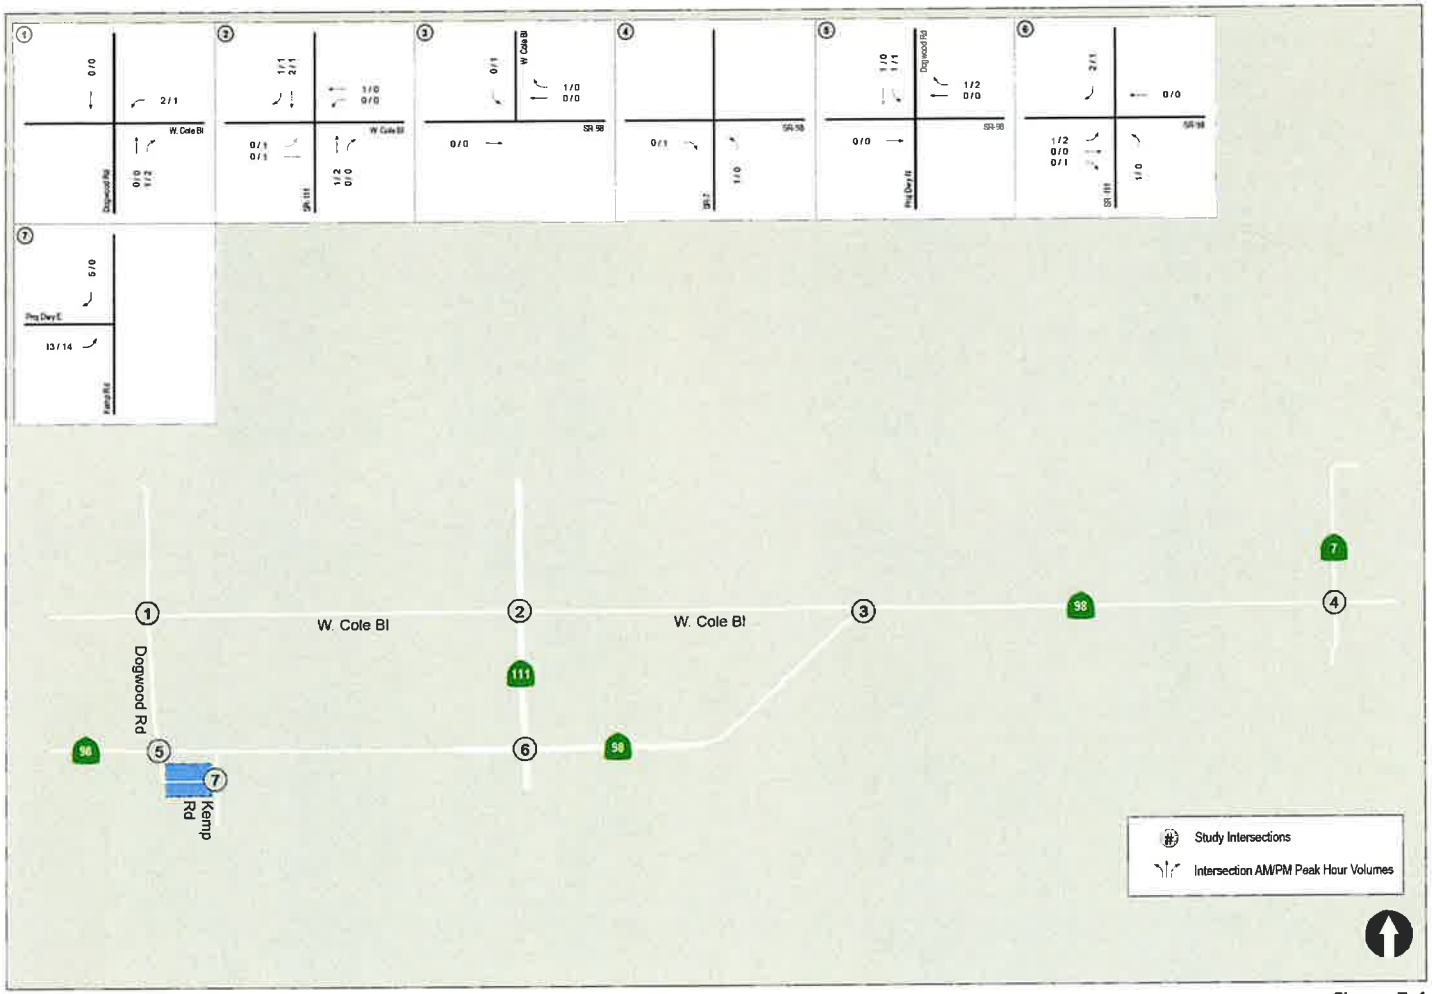 1
0/0
2/1
W. Cole Bl
0/0
1/2
Dogwood Rd
2
1/1
2/1
1/0
0/0
W. Cole Bl
0/1
0/1
1/2
0/0
SR-111
3
0/1
W. Cole Bl
1/0
0/0
SR-98
0/0
4
SR-98
0/1
1/0
SR-7
5
1/0
1/1
Dogwood Rd
1/2
0/0
SR-98
0/0
6
2/1
0/0
SR-98
1/2
0/0
0/1
1/0
SR-111
7
5/0
Prg Dwy E
13/14
Kemp Rd
7
1
2
3
98
4
W. Cole Bl
W. Cole Bl
Dogwood Rd
111
98
5
6
98
7
Kemp
Rd
# Study Intersections
Intersection AM/PM Peak Hour Volumes